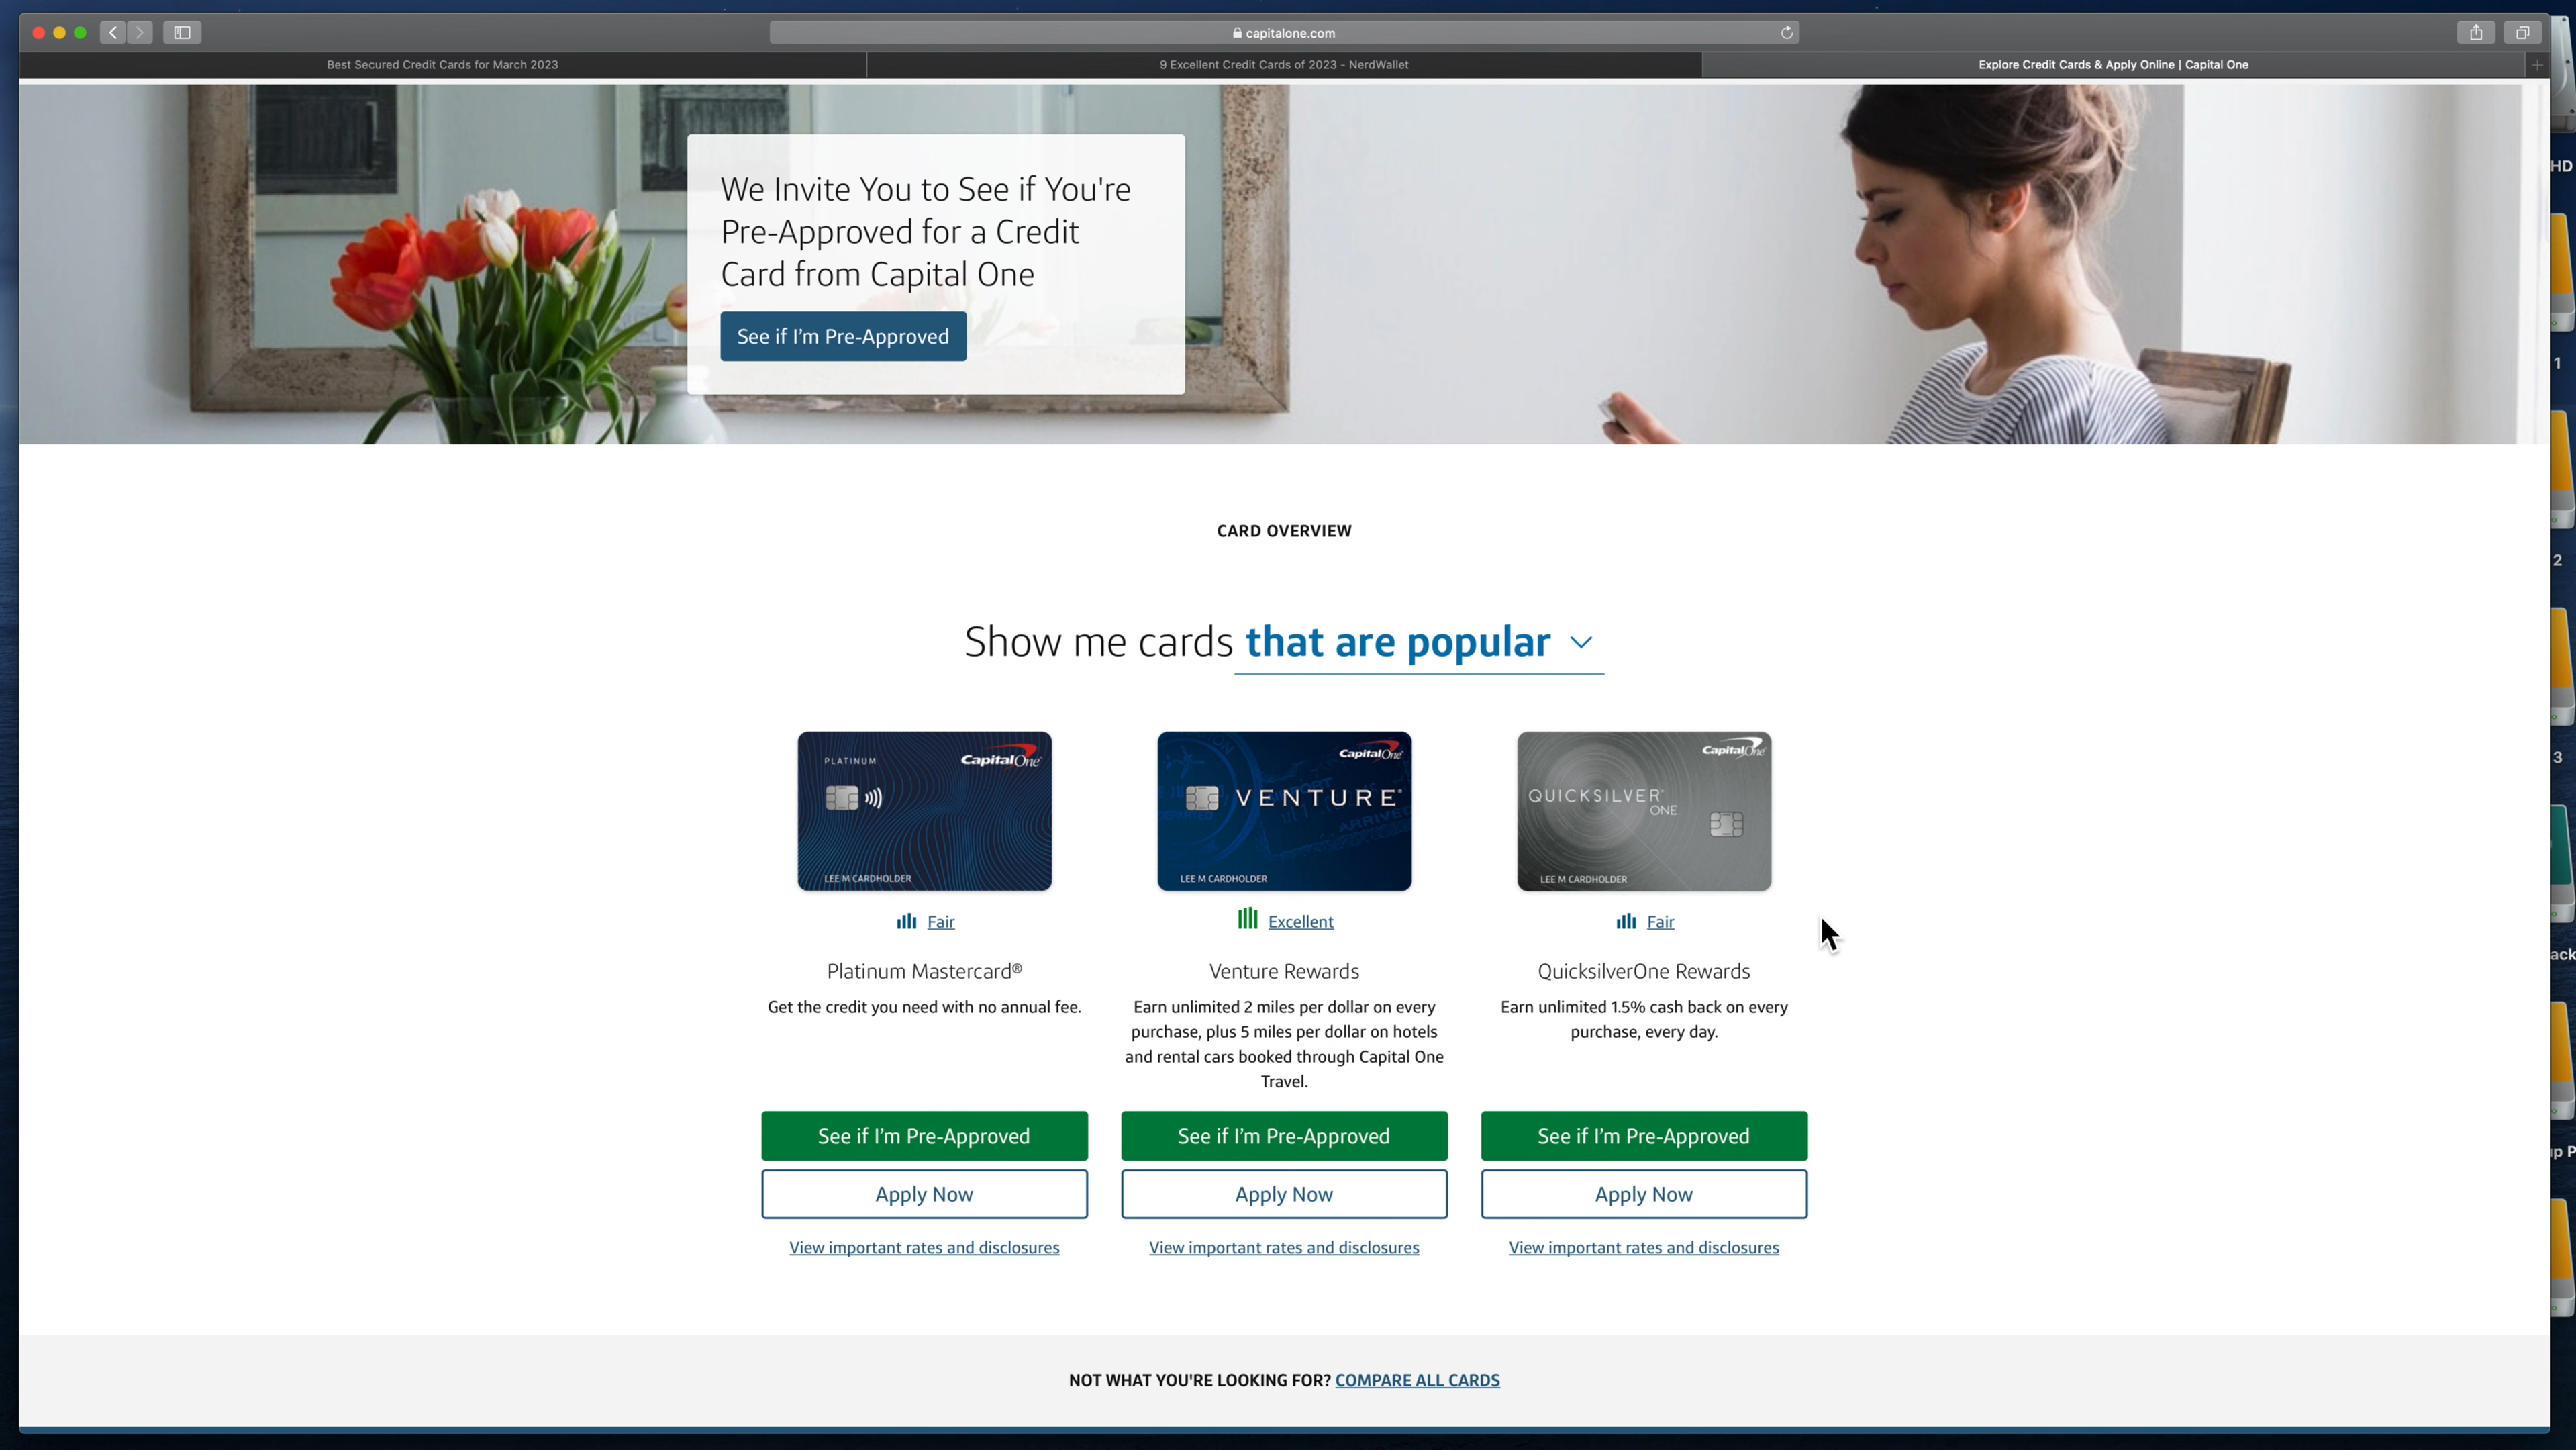 capitalone.com
Best Secured Credit Cards for March 2023
9 Excellent Credit Cards of 2023 - NerdWallet
Explore Credit Cards & Apply Online | Capital One
We Invite You to See if You're
Pre-Approved for a Credit
Card from Capital One
See if I'm Pre-Approved
HD
1
2
3
CARD OVERVIEW
Show me cards that are popular
PLATINUM
CapitalOne
LEE M CARDHOLDER
CapitalOne
VENTURE®
LEE M CARDHOLDER
CapitalOne
QUICKSILVER
ONE
LEE M CARDHOLDER
Fair
Excellent
Fair
Platinum Mastercard®
Get the credit you need with no annual fee.
Venture Rewards
Earn unlimited 2 miles per dollar on every
purchase, plus 5 miles per dollar on hotels
and rental cars booked through Capital One
Travel.
QuicksilverOne Rewards
Earn unlimited 1.5% cash back on every
purchase, every day.
See if I'm Pre-Approved
See if I'm Pre-Approved
See if I'm Pre-Approved
Apply Now
Apply Now
Apply Now
View important rates and disclosures
View important rates and disclosures
View important rates and disclosures
NOT WHAT YOU'RE LOOKING FOR? COMPARE ALL CARDS